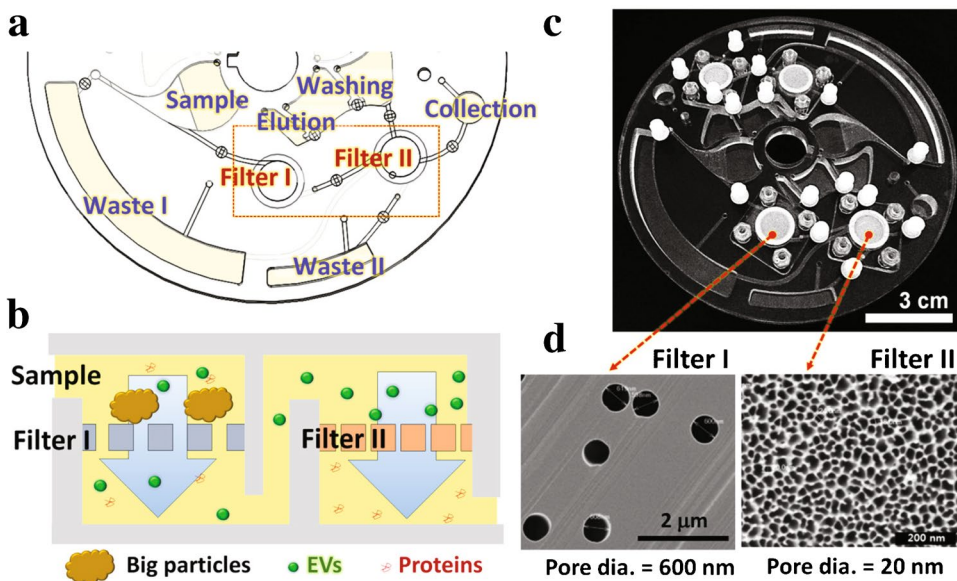 a
Sample
Washing
Elution
Collection
Filter I
Filter II
Waste I
Waste II
b
Sample
Filter I
Filter II
Big particles
EVs
Proteins
c
3 cm
d
Filter I
Filter II
2 μm
200 nm
Pore dia. = 600 nm
Pore dia. = 20 nm